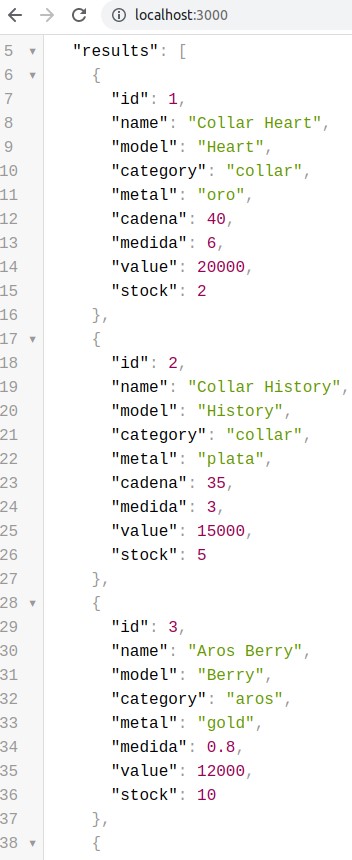 localhost:3000
5 "results": [
6 {
7 "id": 1,
8 "name": "Collar Heart",
9 "model": "Heart",
10 "category": "collar",
11 "metal": "oro",
12 "cadena": 40,
13 "medida": 6,
14 "value": 20000,
15 "stock": 2
16 },
17 {
18 "id": 2,
19 "name": "Collar History",
20 "model": "History",
21 "category": "collar",
22 "metal": "plata",
23 "cadena": 35,
24 "medida": 3,
25 "value": 15000,
26 "stock": 5
27 },
28 {
29 "id": 3,
30 "name": "Aros Berry",
31 "model": "Berry",
32 "category": "aros",
33 "metal": "gold",
34 "medida": 0.8,
35 "value": 12000,
36 "stock": 10
37 },
38 {